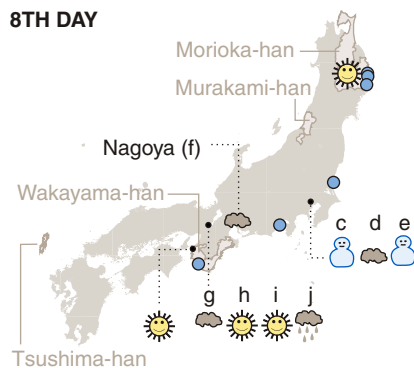 8TH DAY
Morioka-han
Murakami-han
Nagoya (f)
Wakayama-han
c d e
g h i j
Tsushima-han